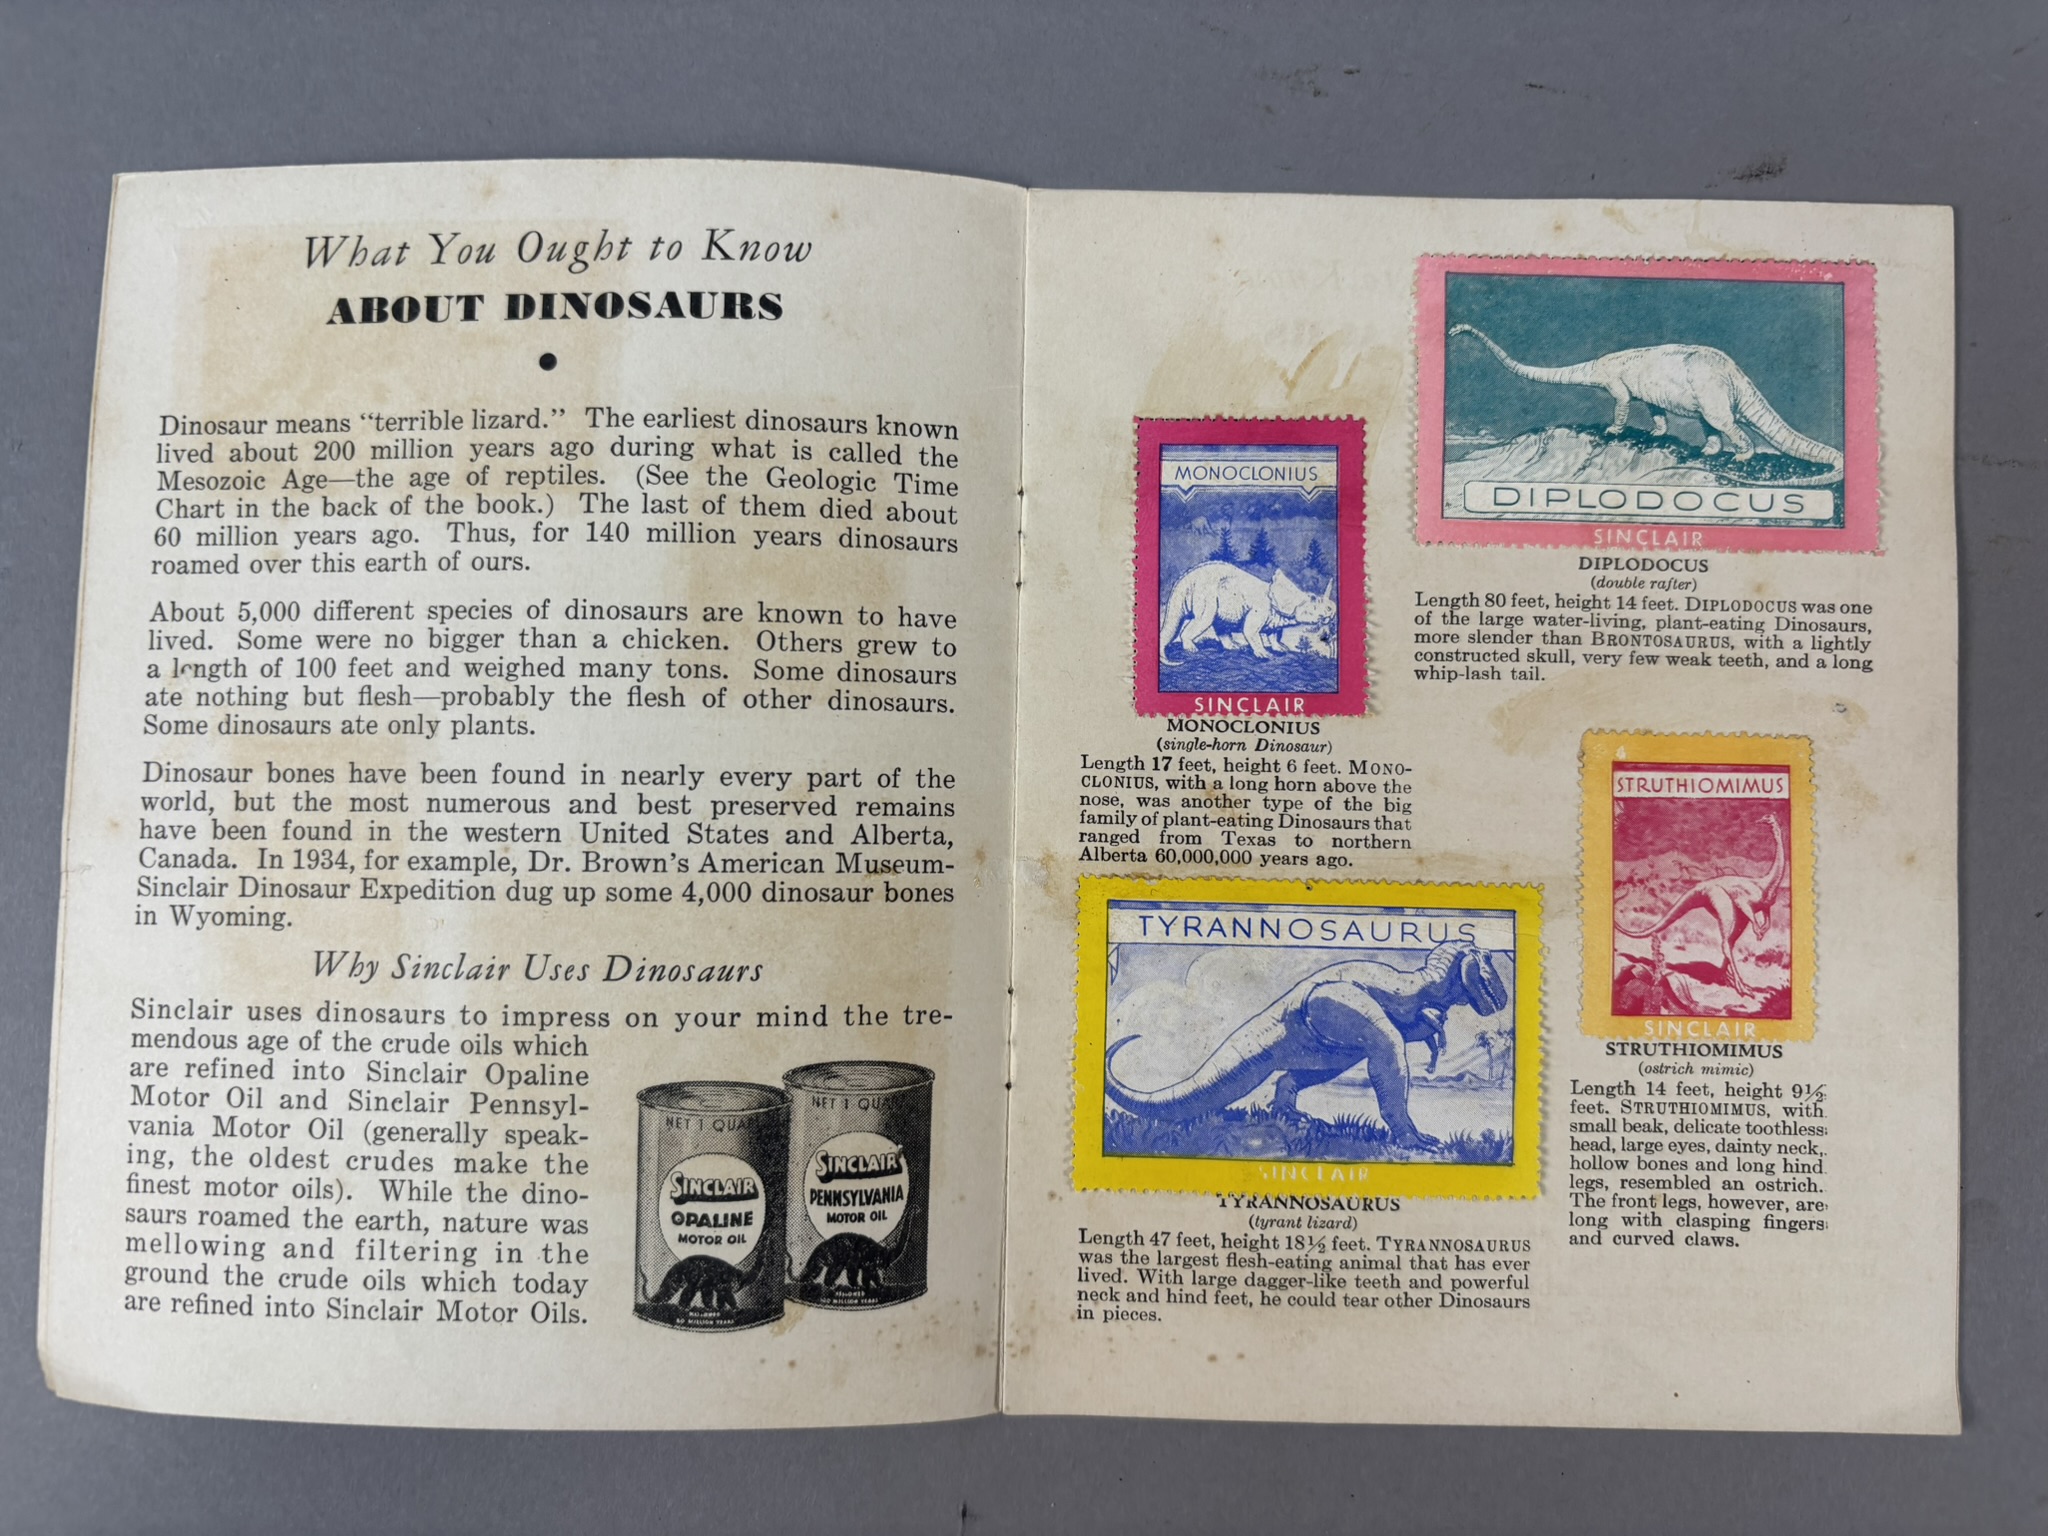 What You Ought to Know
ABOUT DINOSAURS
Dinosaur means “terrible lizard.” The earliest dinosaurs known
lived about 200 million years ago during what is called the
Mesozoic Age—the age of reptiles. (See the Geologic Time
Chart in the back of the book.) The last of them died about
60 million years ago. Thus, for 140 million years dinosaurs
roamed over this earth of ours.
About 5,000 different species of dinosaurs are known to have
lived. Some were no bigger than a chicken. Others grew to
a length of 100 feet and weighed many tons. Some dinosaurs
ate nothing but flesh—probably the flesh of other dinosaurs.
Some dinosaurs ate only plants.
Dinosaur bones have been found in nearly every part of the
world, but the most numerous and best preserved remains
have been found in the western United States and Alberta,
Canada. In 1934, for example, Dr. Brown’s American Museum-
Sinclair Dinosaur Expedition dug up some 4,000 dinosaur bones
in Wyoming.
Why Sinclair Uses Dinosaurs
Sinclair uses dinosaurs to impress on your mind the tre-
mendous age of the crude oils which
are refined into Sinclair Opaline
Motor Oil and Sinclair Pennsyl-
vania Motor Oil (generally speak-
ing, the oldest crudes make the
finest motor oils). While the dino-
saurs roamed the earth, nature was
mellowing and filtering in the
ground the crude oils which today
are refined into Sinclair Motor Oils.
NET 1 QUA
SINCLAIR
OPALINE
MOTOR OIL
MELLOWED
80 MILLION YEARS
NET 1 QUART
SINCLAIR
PENNSYLVANIA
MOTOR OIL
MELLOWED
MILLION YEARS
DIPLODOCUS
SINCLAIR
DIPLODOCUS
(double rafter)
Length 80 feet, height 14 feet. DIPLODOCUS was one
of the large water-living, plant-eating Dinosaurs,
more slender than BRONTOSAURUS, with a lightly
constructed skull, very few weak teeth, and a long
whip-lash tail.
MONOCLONIUS
SINCLAIR
MONOCLONIUS
(single-horn Dinosaur)
Length 17 feet, height 6 feet. MONO-
CLONIUS, with a long horn above the
nose, was another type of the big
family of plant-eating Dinosaurs that
ranged from Texas to northern
Alberta 60,000,000 years ago.
STRUTHIOMIMUS
SINCLAIR
STRUTHIOMIMUS
(ostrich mimic)
Length 14 feet, height 9½
feet. STRUTHIOMIMUS, with
small beak, delicate toothless
head, large eyes, dainty neck,
hollow bones and long hind
legs, resembled an ostrich.
The front legs, however, are
long with clasping fingers
and curved claws.
TYRANNOSAURUS
SINCLAIR
TYRANNOSAURUS
(tyrant lizard)
Length 47 feet, height 18½ feet. TYRANNOSAURUS
was the largest flesh-eating animal that has ever
lived. With large dagger-like teeth and powerful
neck and hind feet, he could tear other Dinosaurs
in pieces.